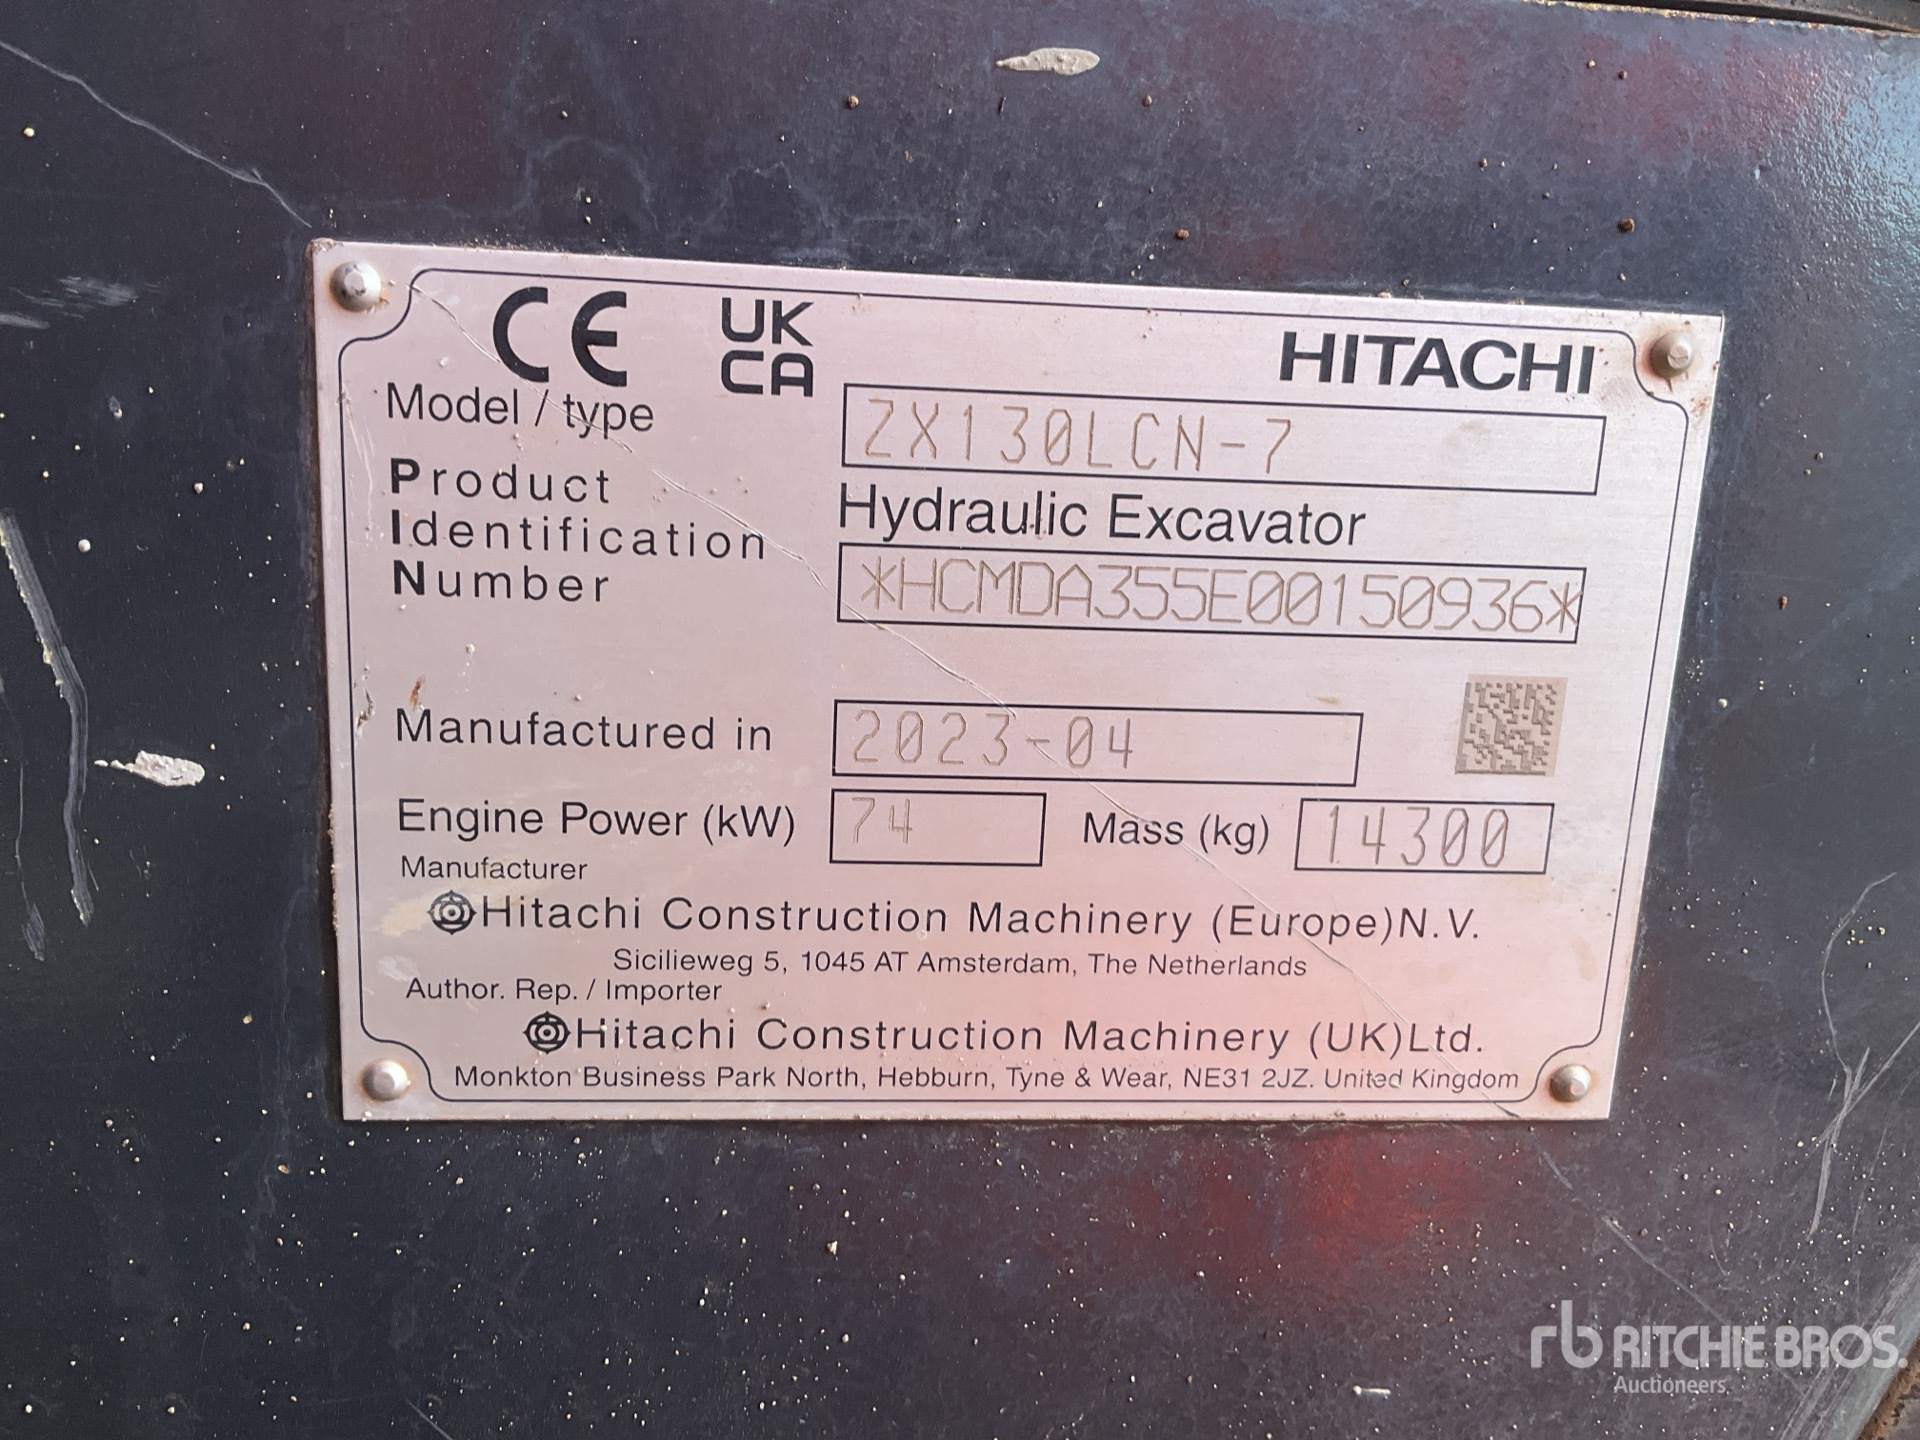 CE UK CA HITACHI
Model / type ZX130LCN-7
Product Hydraulic Excavator
Identification
Number *HCMDA355E00150936*
Manufactured in 2023-04
Engine Power (kW) 74 Mass (kg) 14300
Manufacturer
Hitachi Construction Machinery (Europe)N.V.
Sicilieweg 5, 1045 AT Amsterdam, The Netherlands
Author. Rep. / Importer
Hitachi Construction Machinery (UK)Ltd.
Monkton Business Park North, Hebburn, Tyne & Wear, NE31 2JZ. United Kingdom
rb RITCHIE BROS.
Auctioneers